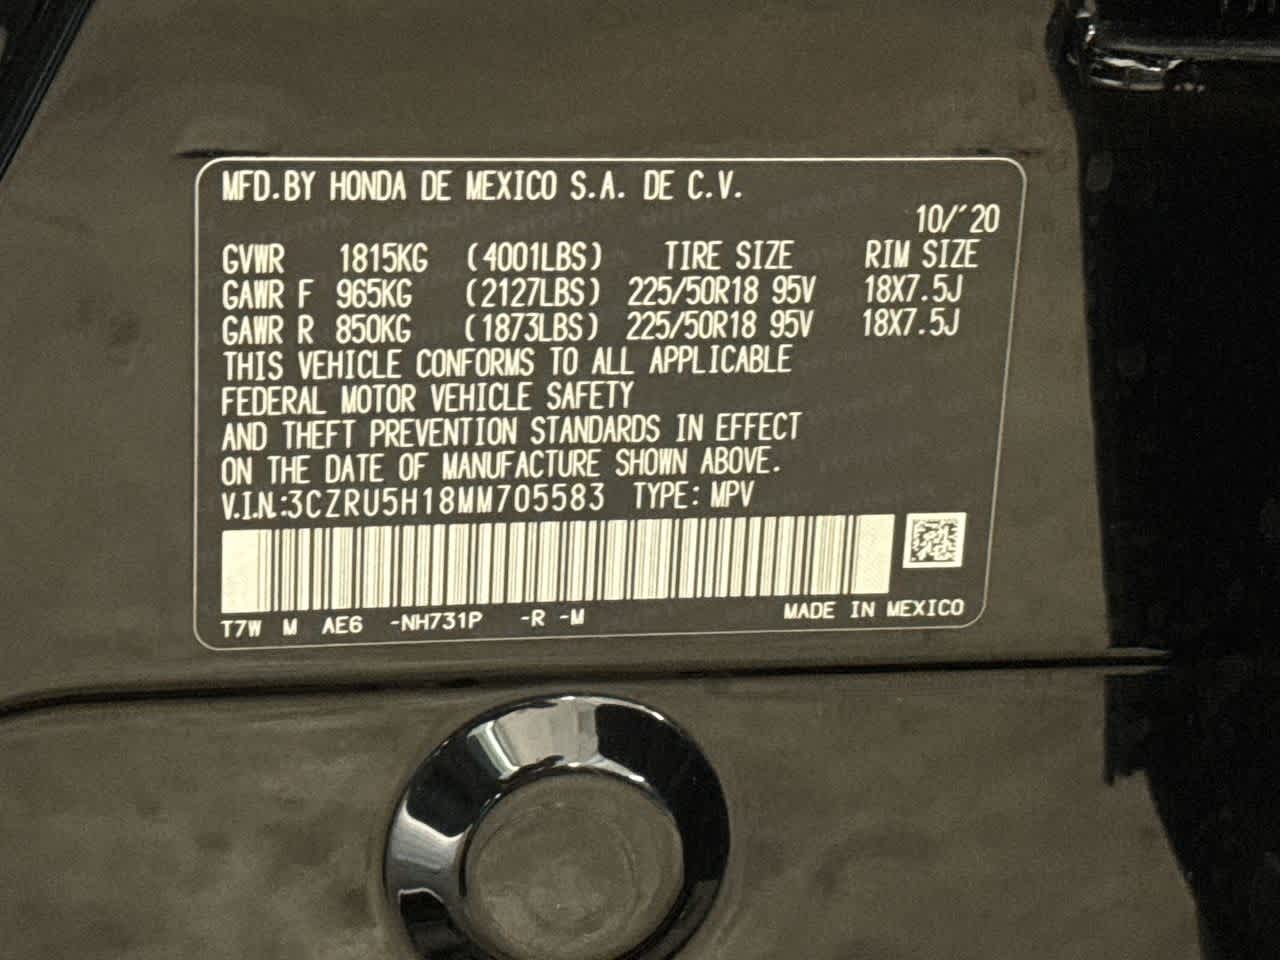 MFD.BY HONDA DE MEXICO S.A. DE C.V.
10/'20
GVWR 1815KG (4001LBS) TIRE SIZE RIM SIZE
GAWR F 965KG (2127LBS) 225/50R18 95V 18X7.5J
GAWR R 850KG (1873LBS) 225/50R18 95V 18X7.5J
THIS VEHICLE CONFORMS TO ALL APPLICABLE
FEDERAL MOTOR VEHICLE SAFETY
AND THEFT PREVENTION STANDARDS IN EFFECT
ON THE DATE OF MANUFACTURE SHOWN ABOVE.
V.I.N.:3CZRU5H18MM705583 TYPE: MPV
T7W M AE6 -NH731P -R -M MADE IN MEXICO